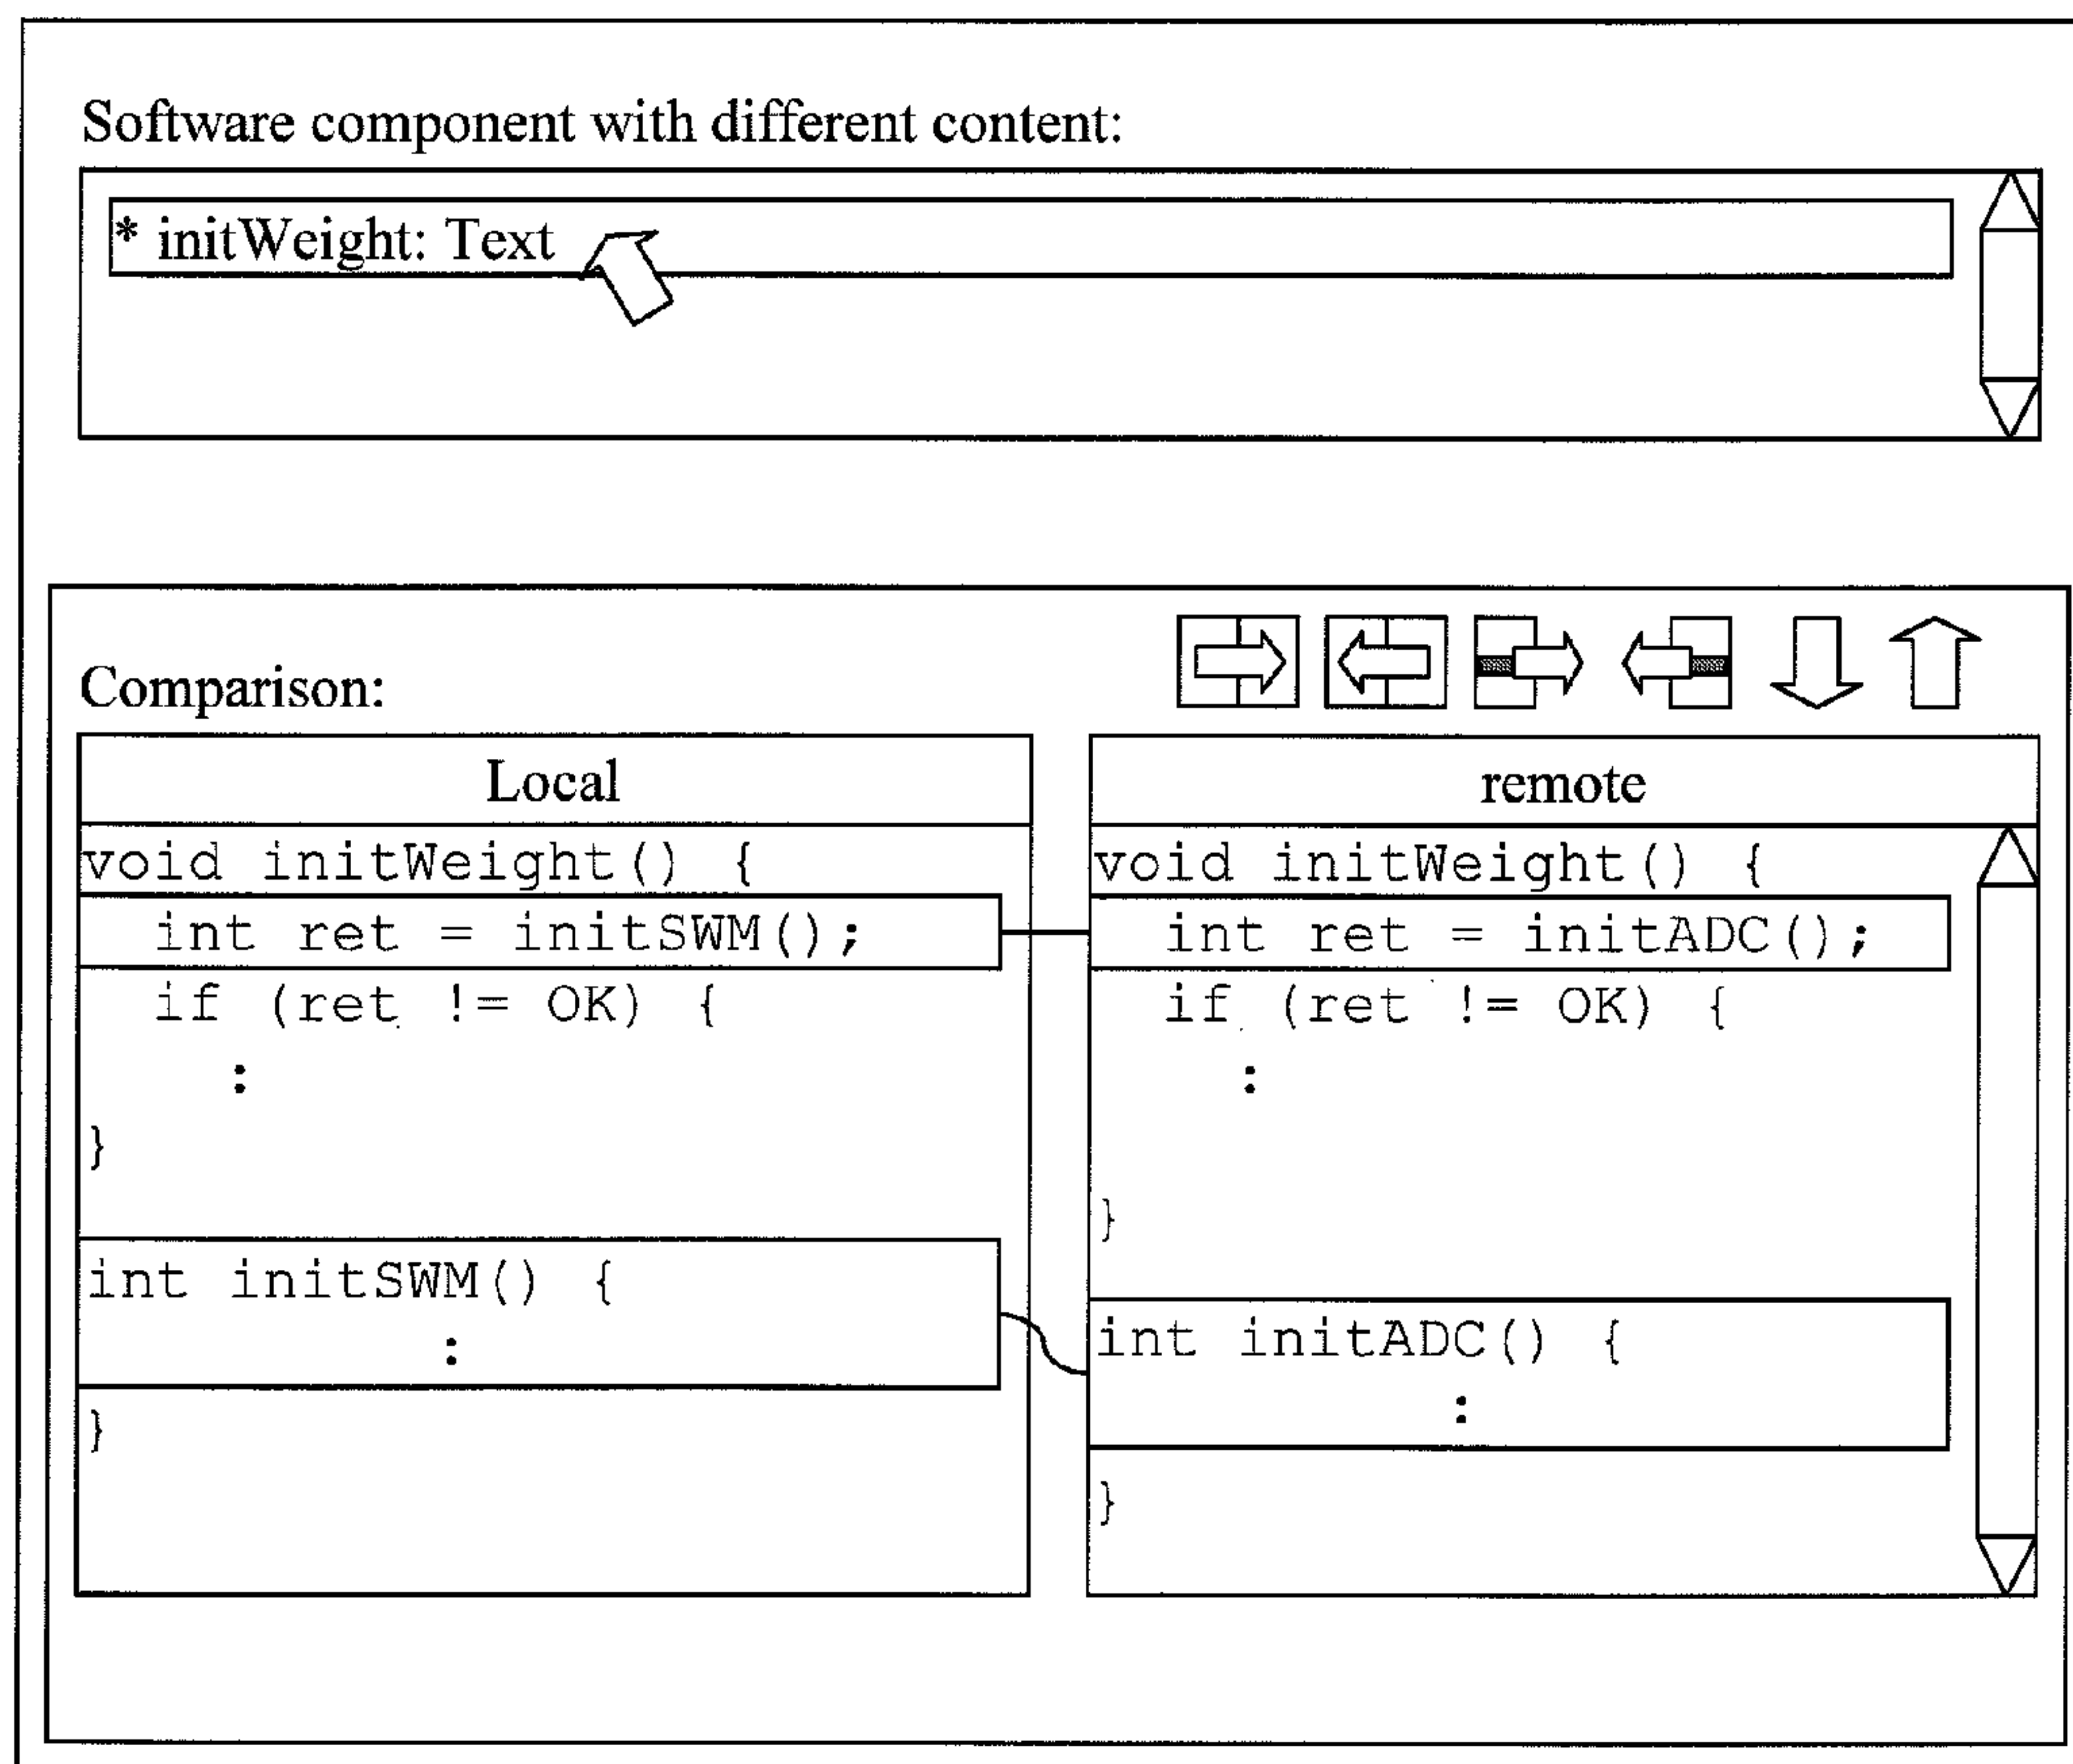 Software component with different content:
* initWeight: Text
Comparison:
Local
void initWeight() {
int ret = initSWM();
if (ret != OK) {
:
}
int initSWM() {
:
}
remote
void initWeight() {
int ret = initADC();
if (ret != OK) {
:
}
int initADC() {
:
}